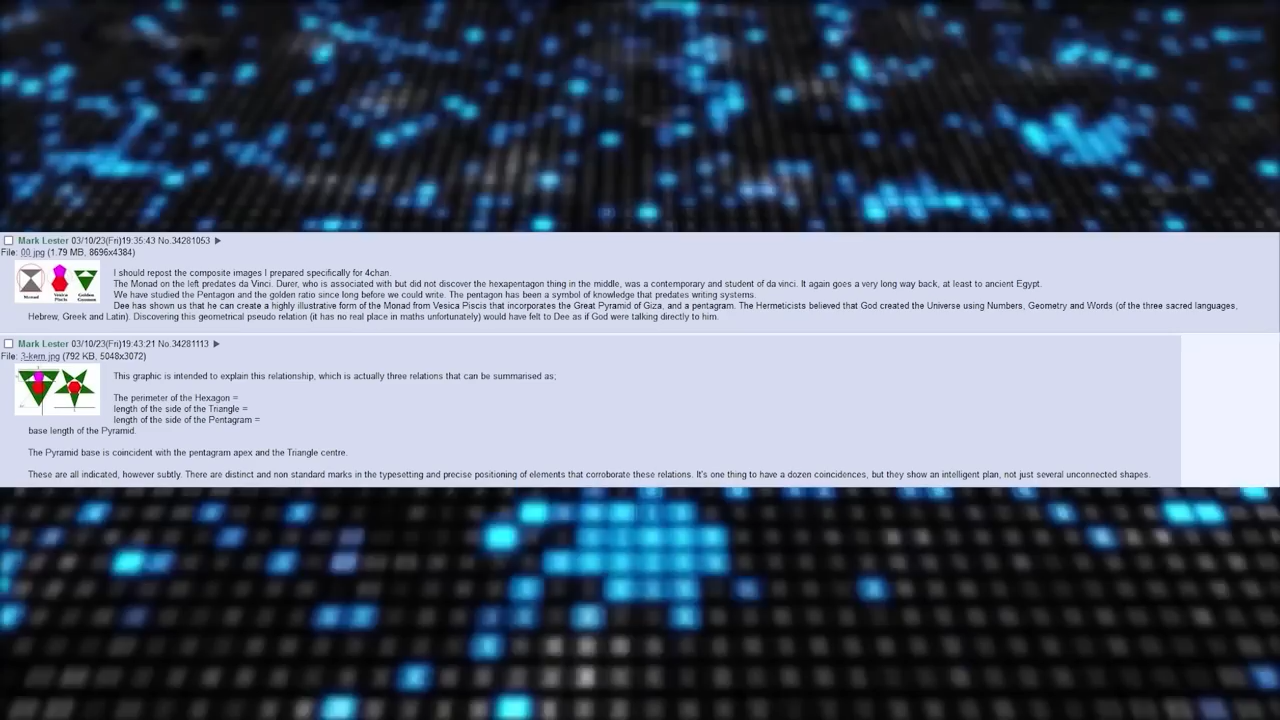 Mark Lester 03/10/23(Fri)19:35:43 No.34281053 ▶
File: 00.jpg (1.79 MB, 8696x4384)
I should repost the composite images I prepared specifically for 4chan.
The Monad on the left predates da Vinci. Durer, who is associated with but did not discover the hexapentagon thing in the middle, was a contemporary and student of da vinci. It again goes a very long way back, at least to ancient Egypt.
We have studied the Pentagon and the golden ratio since long before we could write. The pentagon has been a symbol of knowledge that predates writing systems.
Dee has shown us that he can create a highly illustrative form of the Monad from Vesica Piscis that incorporates the Great Pyramid of Giza, and a pentagram. The Hermeticists believed that God created the Universe using Numbers, Geometry and Words (of the three sacred languages,
Hebrew, Greek and Latin). Discovering this geometrical pseudo relation (it has no real place in maths unfortunately) would have felt to Dee as if God were talking directly to him.
Monad
Vesica Piscis
Golden
Mark Lester 03/10/23(Fri)19:43:21 No.34281113 ▶
File: 3-kern.jpg (792 KB, 5048x3072)
This graphic is intended to explain this relationship, which is actually three relations that can be summarised as;
The perimeter of the Hexagon =
length of the side of the Triangle =
length of the side of the Pentagram =
base length of the Pyramid.
The Pyramid base is coincident with the pentagram apex and the Triangle centre.
These are all indicated, however subtly. There are distinct and non standard marks in the typesetting and precise positioning of elements that corroborate these relations. It's one thing to have a dozen coincidences, but they show an intelligent plan, not just several unconnected shapes.